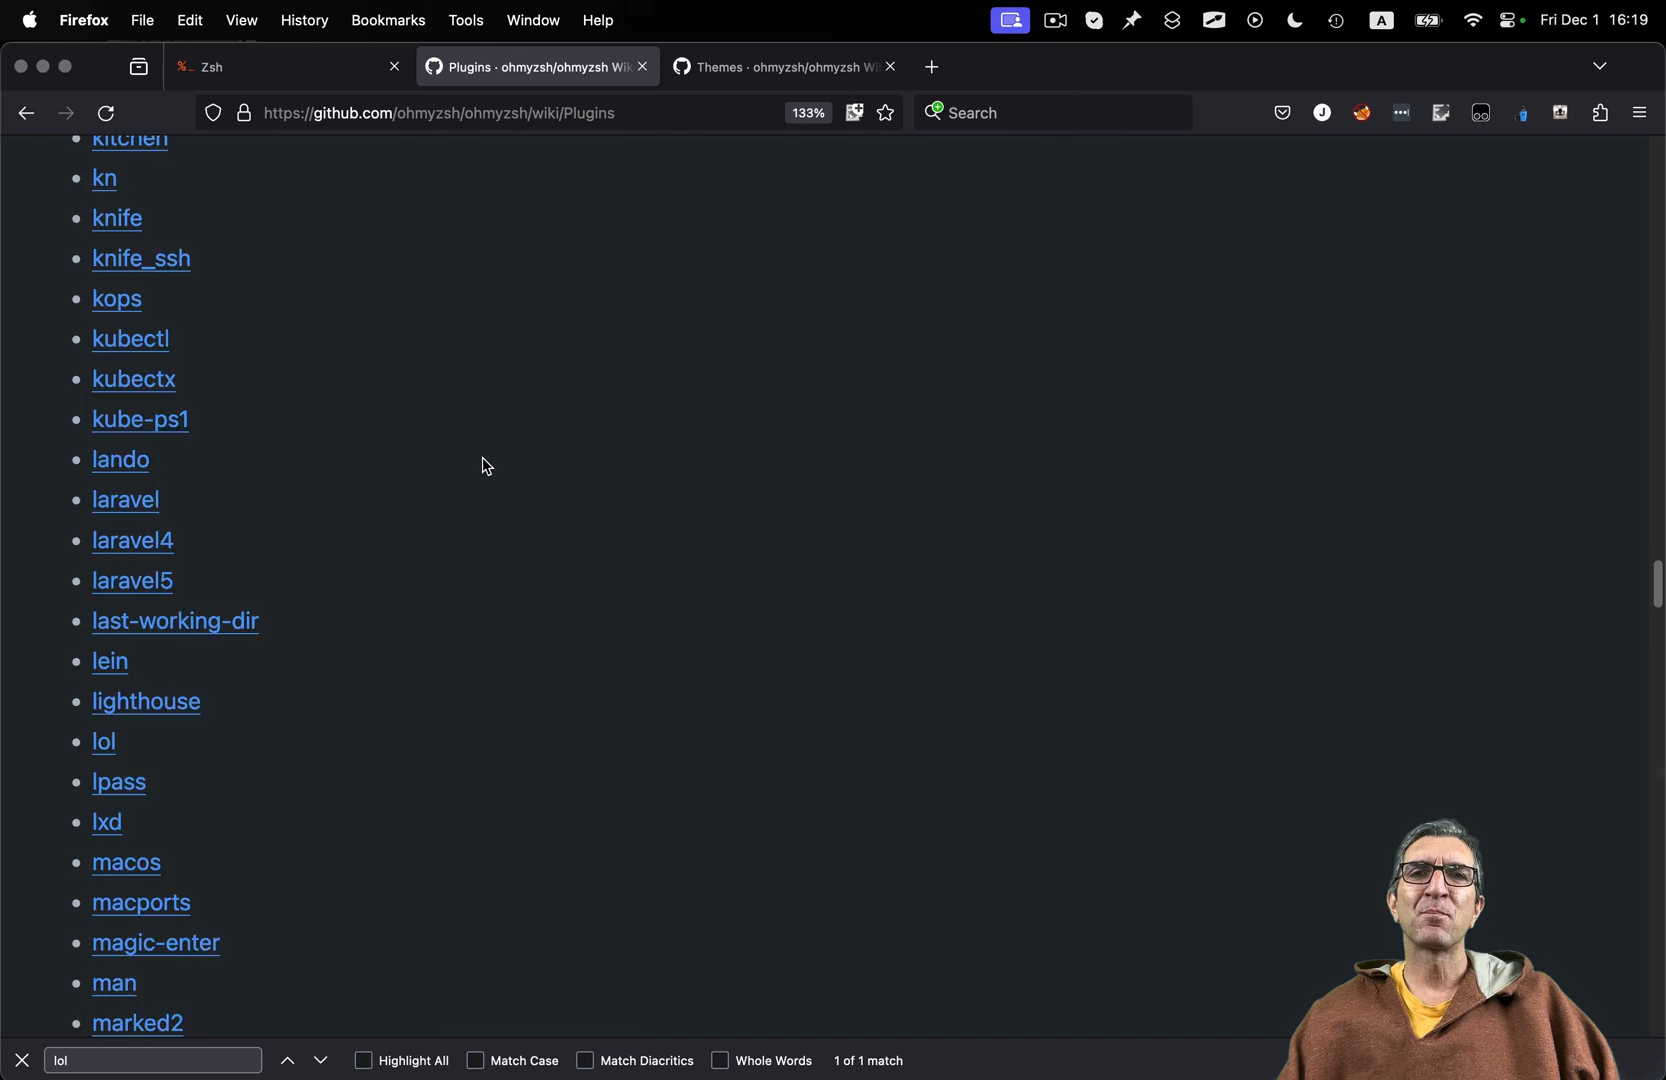 Firefox File Edit View History Bookmarks Tools Window Help A Fri Dec 1 16:19
%_ Zsh Plugins · ohmyzsh/ohmyzsh Wik Themes · ohmyzsh/ohmyzsh Wi
https://github.com/ohmyzsh/ohmyzsh/wiki/Plugins 133% Search J
kitchen
kn
knife
knife_ssh
kops
kubectl
kubectx
kube-ps1
lando
laravel
laravel4
laravel5
last-working-dir
lein
lighthouse
lol
lpass
lxd
macos
macports
magic-enter
man
marked2
lol Highlight All Match Case Match Diacritics Whole Words 1 of 1 match